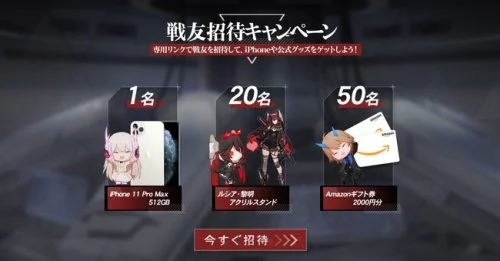 戦友招待キャンペーン
専用リンクで戦友を招待して、iPhoneや公式グッズをゲットしよう！
1名
20名
50名
iPhone 11 Pro Max
512GB
ルシア・黎明
アクリルスタンド
amazon
Amazonギフト券
2000円分
今すぐ招待